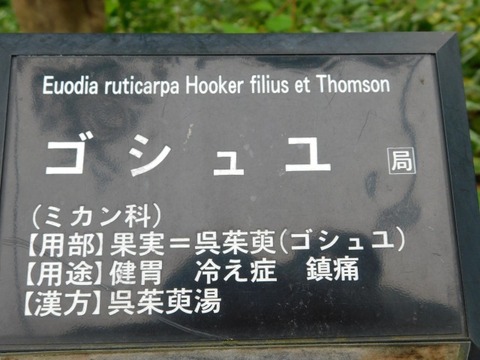 Euodia ruticarpa Hooker filius et Thomson
ゴシュユ 局
(ミカン科)
【用部】果実＝呉茱萸(ゴシュユ)
【用途】健胃 冷え症 鎮痛
【漢方】呉茱萸湯